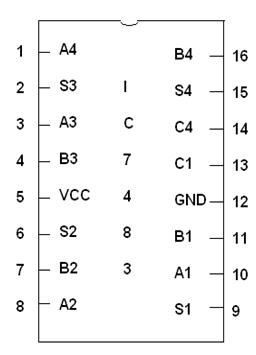 1 A4 B4 16
2 S3 I S4 15
3 A3 C C4 14
4 B3 7 C1 13
5 VCC 4 GND 12
6 S2 8 B1 11
7 B2 3 A1 10
8 A2 S1 9